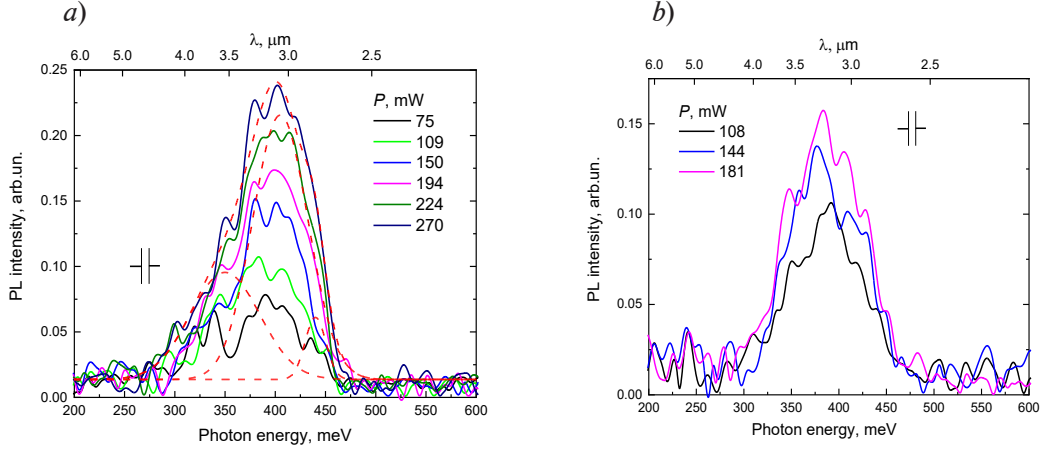 a)
λ, μm
6.0 5.0 4.0 3.5 3.0 2.5
PL intensity, arb.un.
0.25
0.20
0.15
0.10
0.05
0.00
P, mW
75
109
150
194
224
270
200 250 300 350 400 450 500 550 600
Photon energy, meV
b)
λ, μm
6.0 5.0 4.0 3.5 3.0 2.5
PL intensity, arb.un.
0.15
0.10
0.05
0.00
P, mW
108
144
181
200 250 300 350 400 450 500 550 600
Photon energy, meV